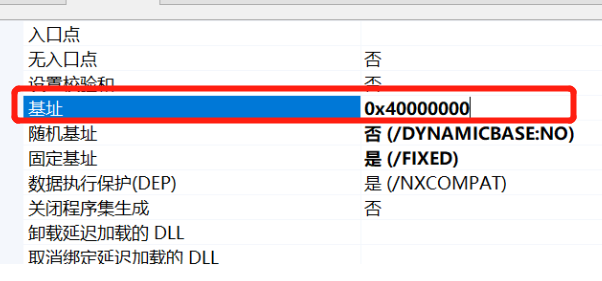 入口点
无入口点 否
设置校验和 否
基址 0x40000000
随机基址 否 (/DYNAMICBASE:NO)
固定基址 是 (/FIXED)
数据执行保护(DEP) 是 (/NXCOMPAT)
关闭程序集生成 否
卸载延迟加载的 DLL
取消绑定延迟加载的 DLL